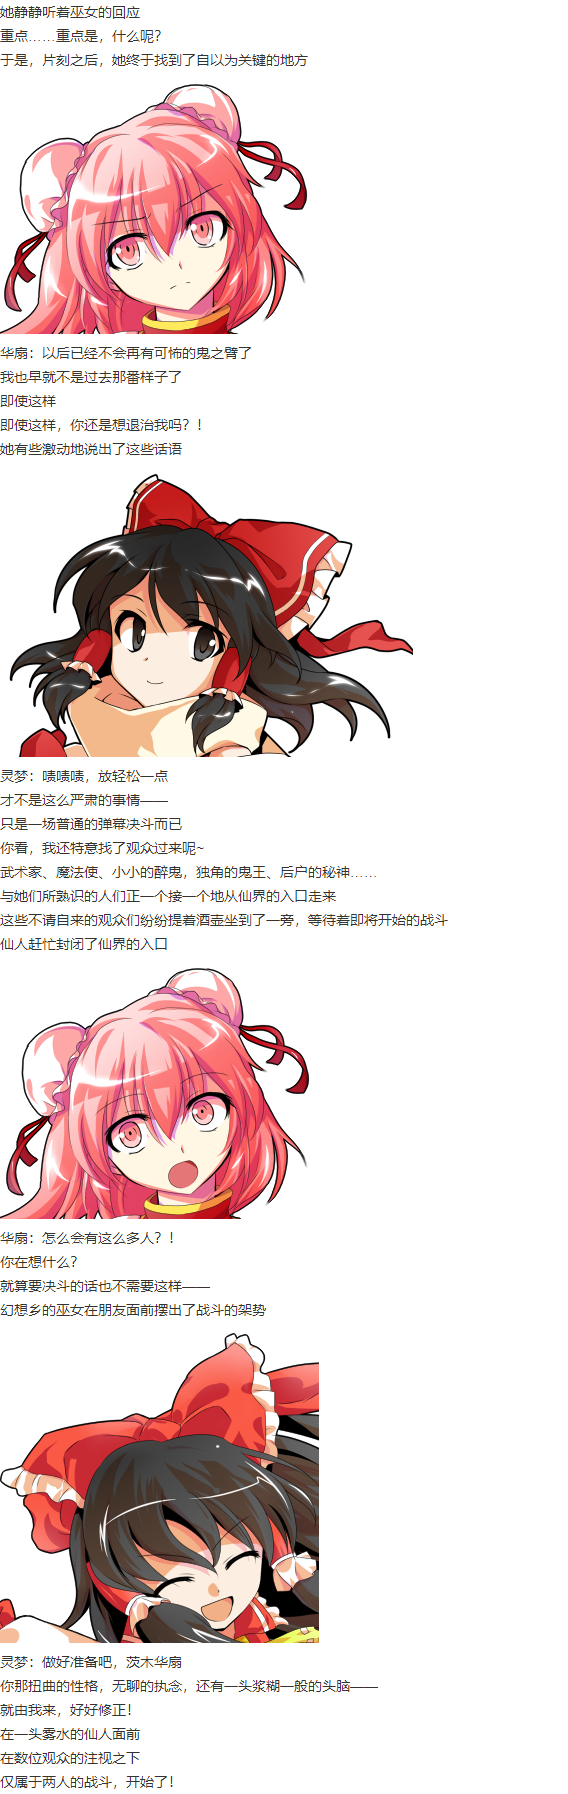 她静静听着巫女的回应
重点……重点是，什么呢？
于是，片刻之后，她终于找到了自以为关键的地方
华扇：以后已经不会再有可怖的鬼之臂了
我也早就不是过去那番样子了
即使这样
即使这样，你还是想退治我吗？！
她有些激动地说出了这些话语
灵梦：啧啧啧，放轻松一点
才不是这么严肃的事情——
只是一场普通的弹幕决斗而已
你看，我还特意找了观众过来呢~
武术家、魔法使、小小的醉鬼，独角的鬼王、后户的秘神……
与她们所熟识的人们正一个接一个地从仙界的入口走来
这些不请自来的观众们纷纷提着酒壶坐到了一旁，等待着即将开始的战斗
仙人赶忙封闭了仙界的入口
华扇：怎么会有这么多人？！
你在想什么？
就算要决斗的话也不需要这样——
幻想乡的巫女在朋友面前摆出了战斗的架势
灵梦：做好准备吧，茨木华扇
你那扭曲的性格，无聊的执念，还有一头浆糊一般的头脑——
就由我来，好好修正！
在一头雾水的仙人面前
在数位观众的注视之下
仅属于两人的战斗，开始了！